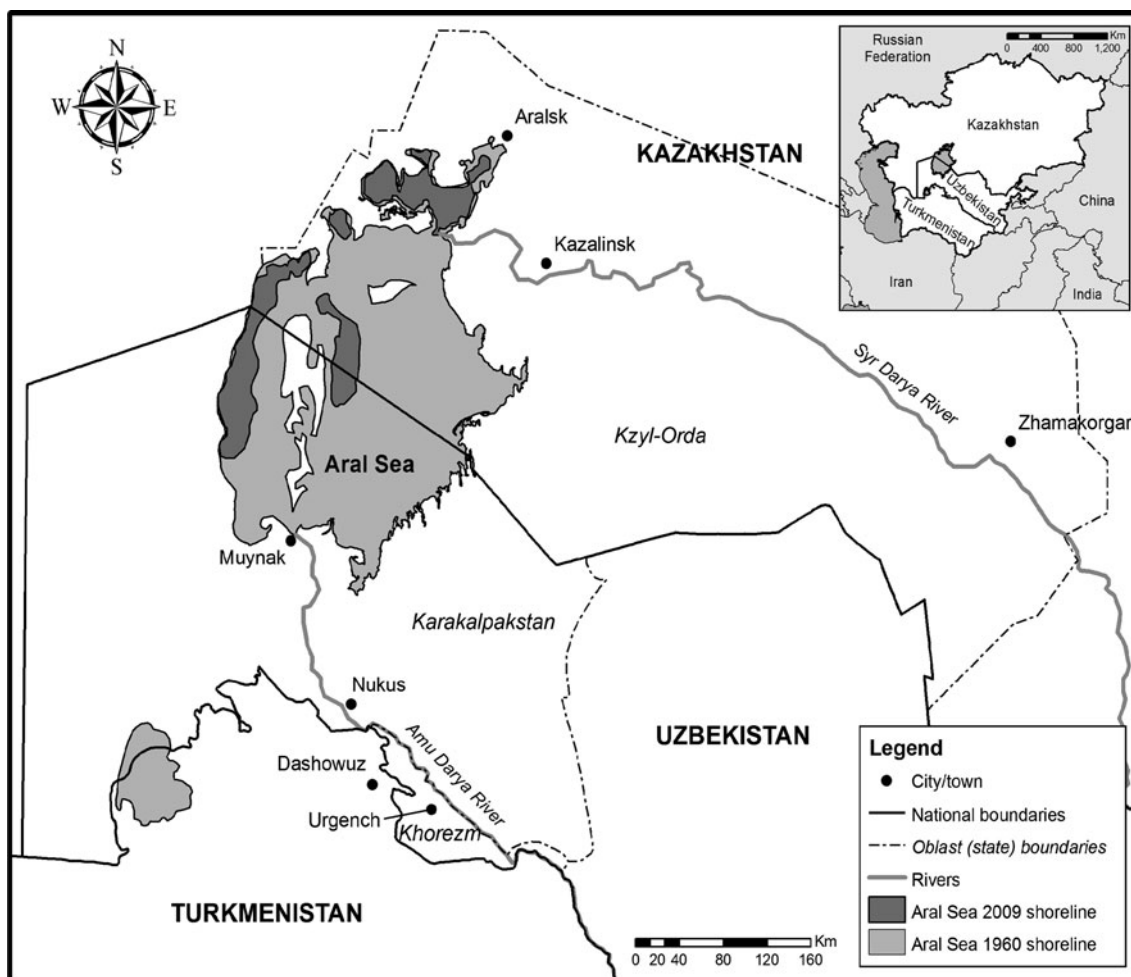 N
W E
S
Aralsk
KAZAKHSTAN
Kazalinsk
Syr Darya River
Zhamakorgan
Kzyl-Orda
Aral Sea
Muynak
Karakalpakstan
Nukus
Amu Darya River
UZBEKISTAN
Dashowuz
Urgench
Khorezm
TURKMENISTAN
Km
0 20 40 80 120 160
Russian
Federation
Km
0 400 800 1,200
Kazakhstan
Uzbekistan
Turkmenistan
China
Iran
India
Legend
City/town
National boundaries
Oblast (state) boundaries
Rivers
Aral Sea 2009 shoreline
Aral Sea 1960 shoreline